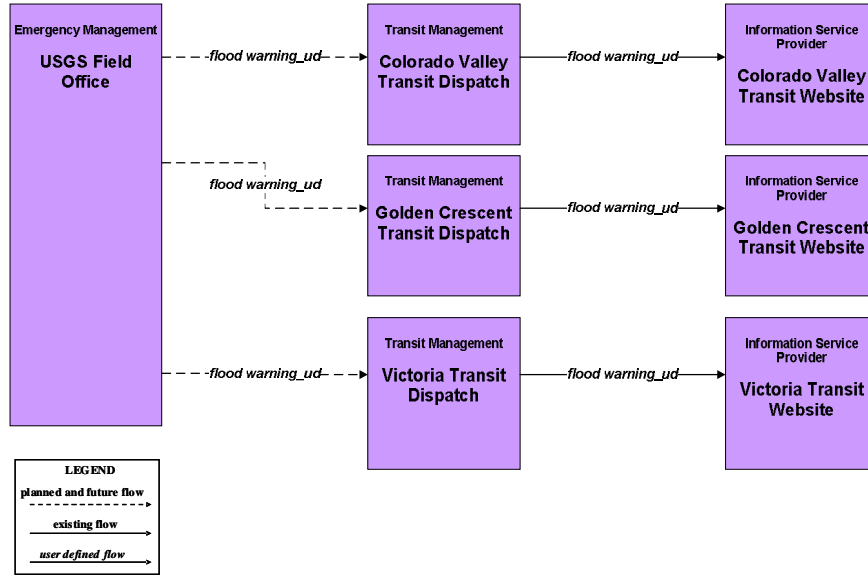 Emergency Management
USGS Field
Office
flood warning_ud
Transit Management
Colorado Valley
Transit Dispatch
flood warning_ud
Information Service
Provider
Colorado Valley
Transit Website
flood warning_ud
Transit Management
Golden Crescent
Transit Dispatch
flood warning_ud
Information Service
Provider
Golden Crescent
Transit Website
flood warning_ud
Transit Management
Victoria Transit
Dispatch
flood warning_ud
Information Service
Provider
Victoria Transit
Website
LEGEND
planned and future flow
existing flow
user defined flow